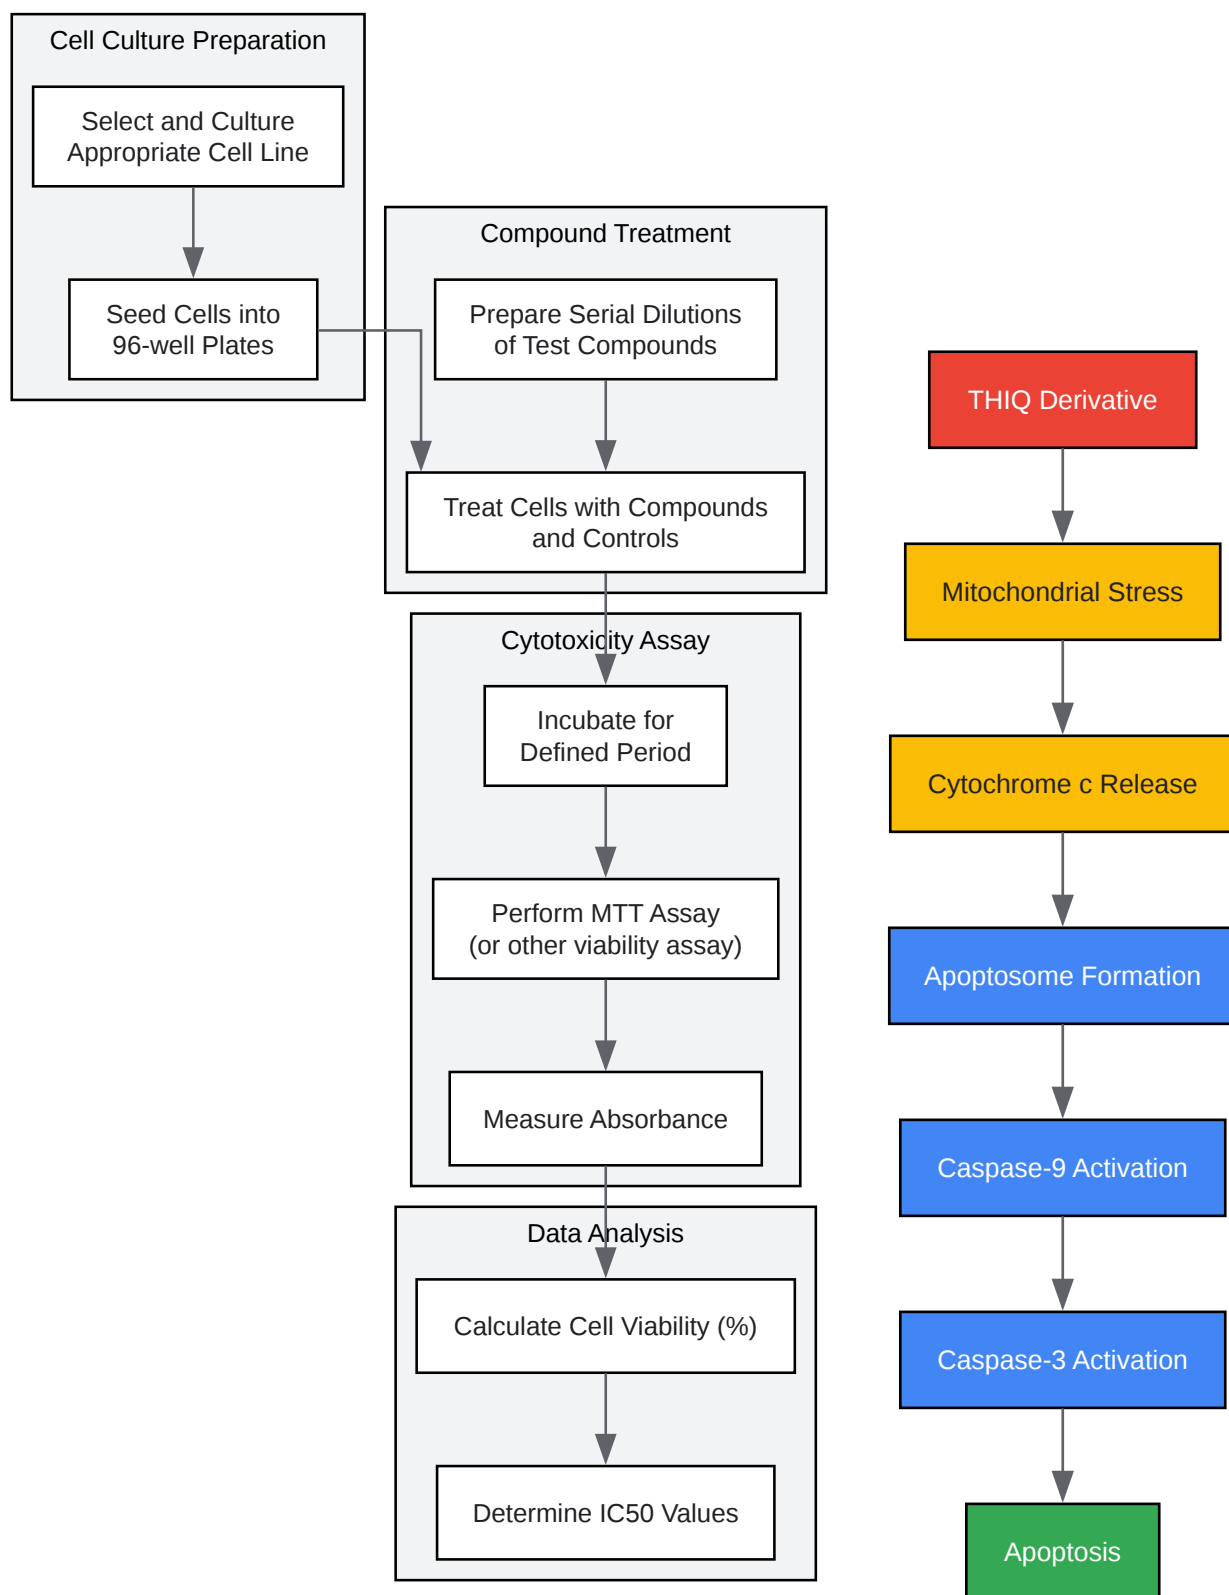 Cell Culture Preparation
Select and Culture
Appropriate Cell Line
Seed Cells into
96-well Plates
Compound Treatment
Prepare Serial Dilutions
of Test Compounds
Treat Cells with Compounds
and Controls
Cytotoxicity Assay
Incubate for
Defined Period
Perform MTT Assay
(or other viability assay)
Measure Absorbance
Data Analysis
Calculate Cell Viability (%)
Determine IC50 Values
THIQ Derivative
Mitochondrial Stress
Cytochrome c Release
Apoptosome Formation
Caspase-9 Activation
Caspase-3 Activation
Apoptosis